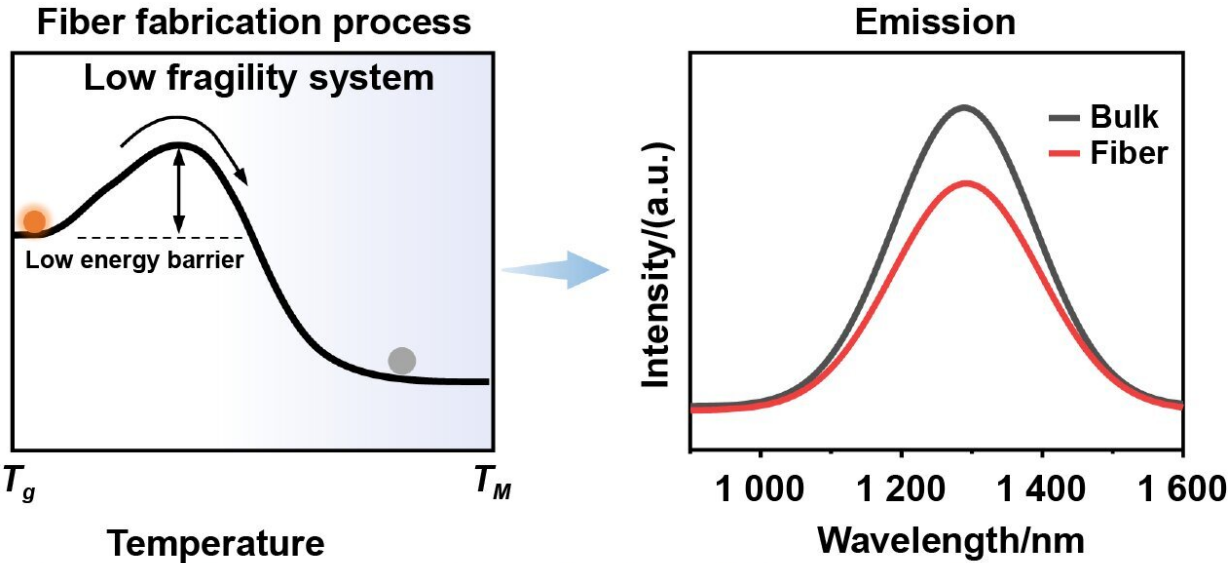 Fiber fabrication process
Low fragility system
Low energy barrier
T_g
T_M
Temperature
Emission
Bulk
Fiber
Intensity/(a.u.)
1 000
1 200
1 400
1 600
Wavelength/nm